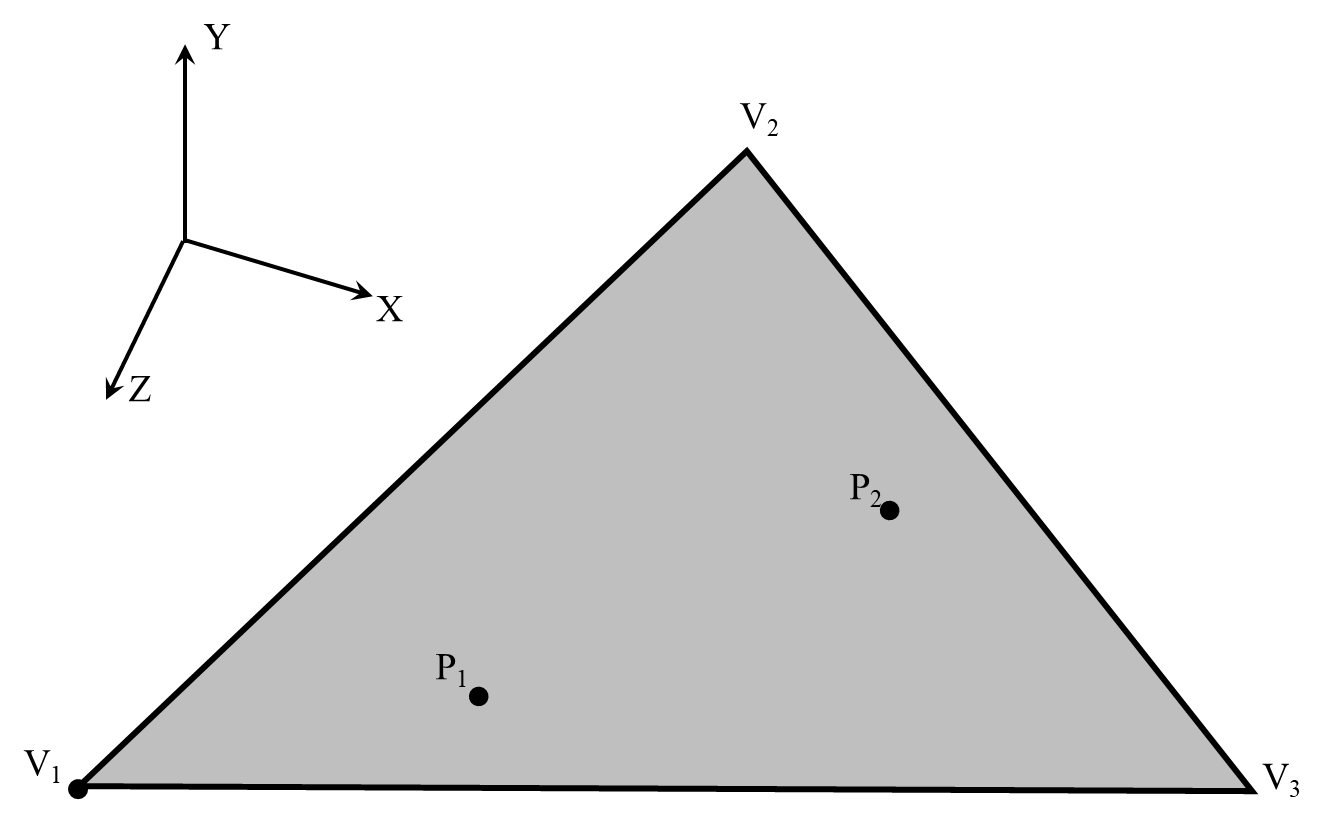 Y
V₂
X
Z
P₂
P₁
V₁
V₃